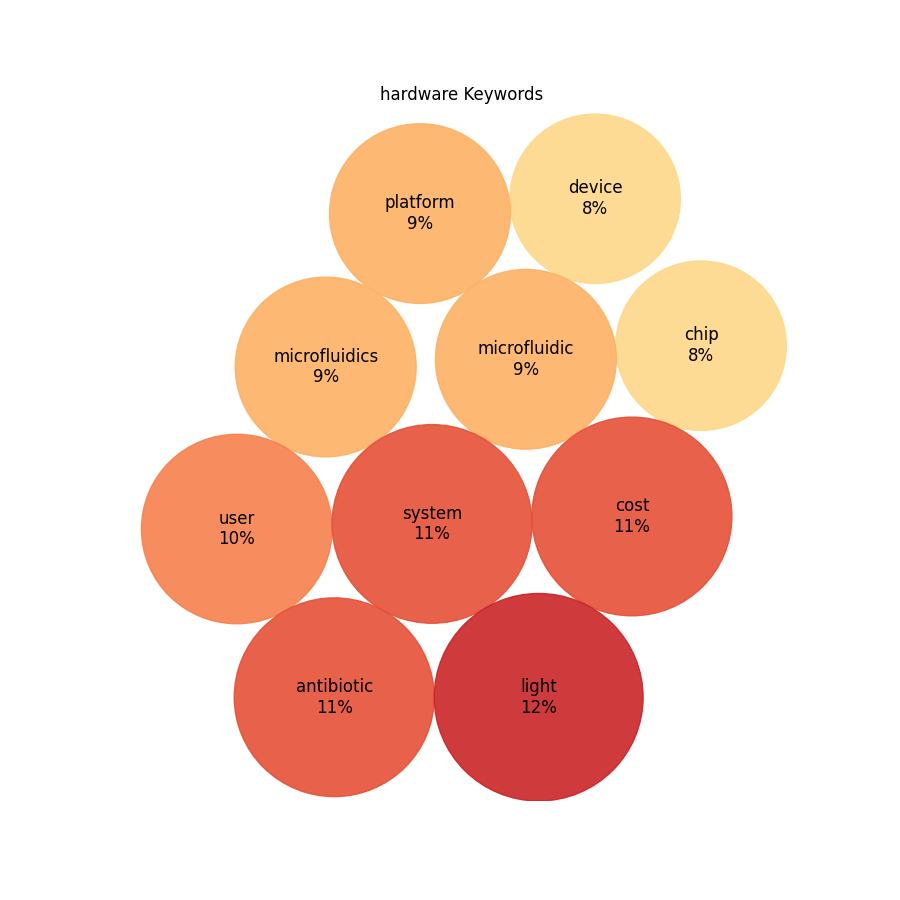 hardware Keywords
platform
9%
device
8%
microfluidics
9%
microfluidic
9%
chip
8%
user
10%
system
11%
cost
11%
antibiotic
11%
light
12%